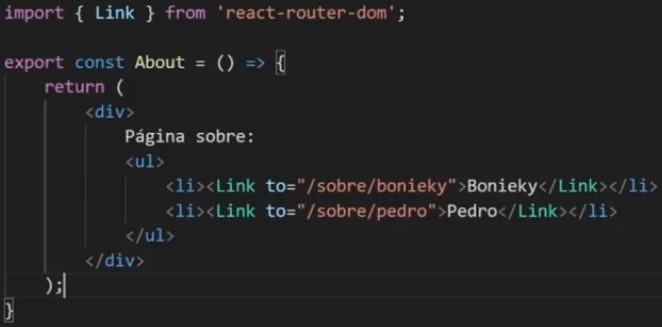 import { Link } from 'react-router-dom';
export const About = () => {
return (
<div>
Página sobre:
<ul>
<li><Link to="/sobre/bonieky">Bonieky</Link></li>
<li><Link to="/sobre/pedro">Pedro</Link></li>
</ul>
</div>
);
}